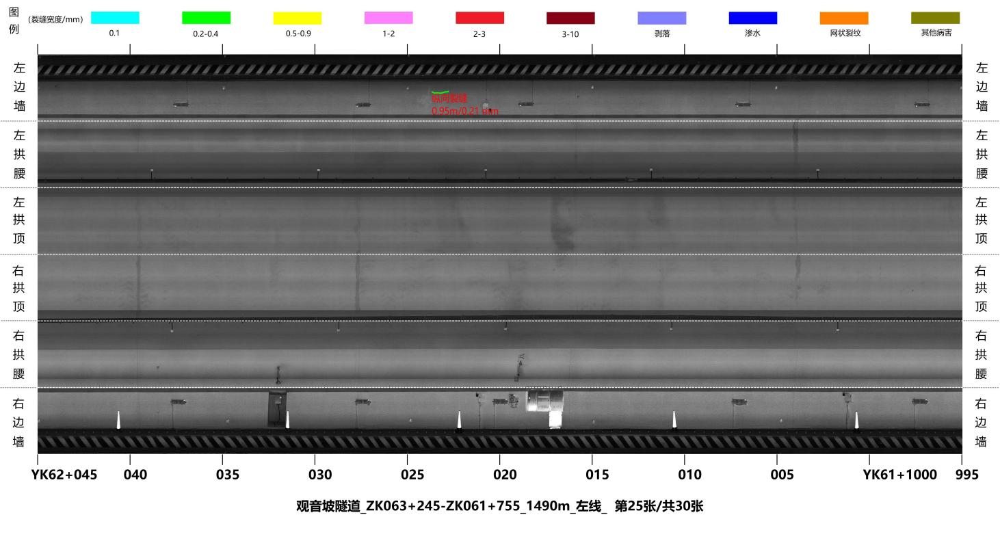 图例 (裂缝宽度/mm)
0.1 0.2-0.4 0.5-0.9 1-2 2-3 3-10 剥落 渗水 网状裂纹 其他病害
左边墙 左边墙
纵向裂缝
0.95m/0.21 mm
左拱腰 左拱腰
左拱顶 左拱顶
右拱顶 右拱顶
右拱腰 右拱腰
右边墙 右边墙
YK62+045 040 035 030 025 020 015 010 005 YK61+1000 995
观音坡隧道_ZK063+245-ZK061+755_1490m_左线_ 第25张/共30张